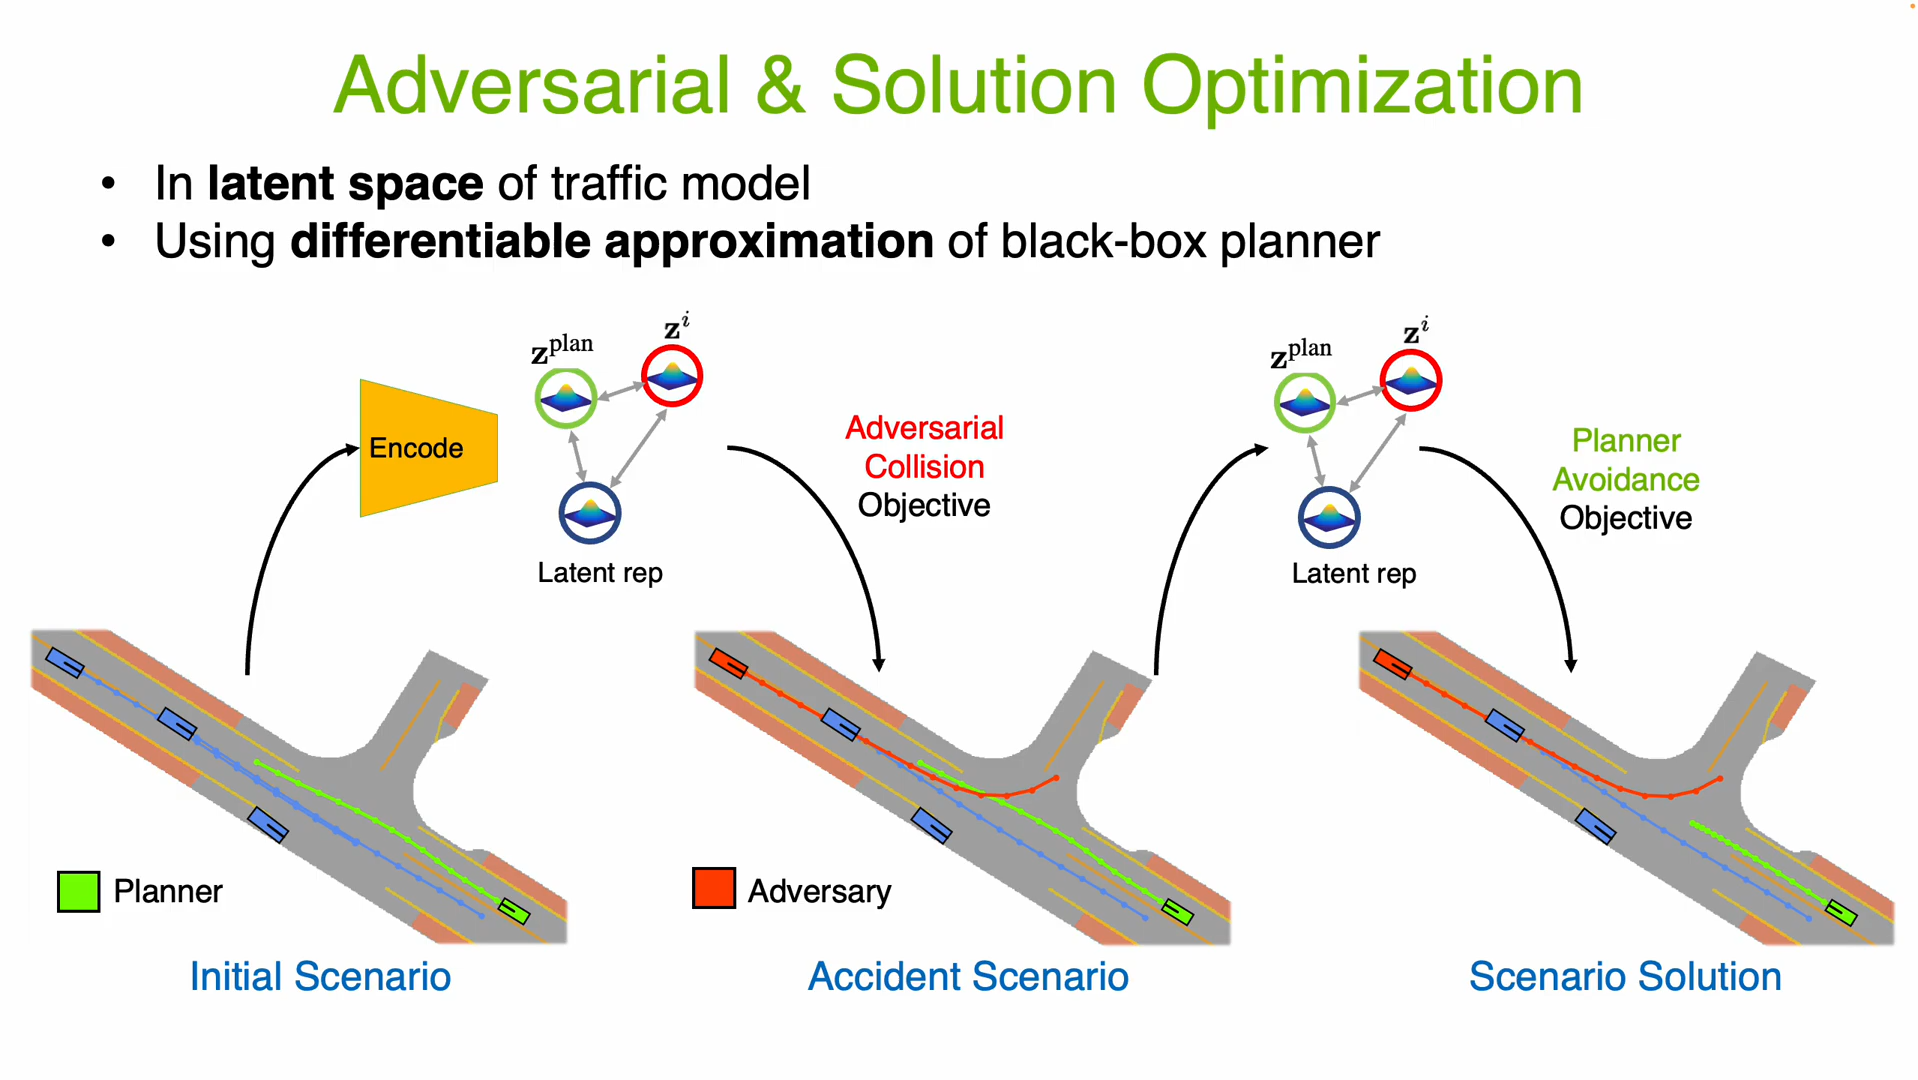 Adversarial & Solution Optimization
• In latent space of traffic model
• Using differentiable approximation of black-box planner
Encode
z^plan
z^i
Latent rep
Adversarial
Collision
Objective
z^plan
z^i
Latent rep
Planner
Avoidance
Objective
Planner
Adversary
Initial Scenario
Accident Scenario
Scenario Solution